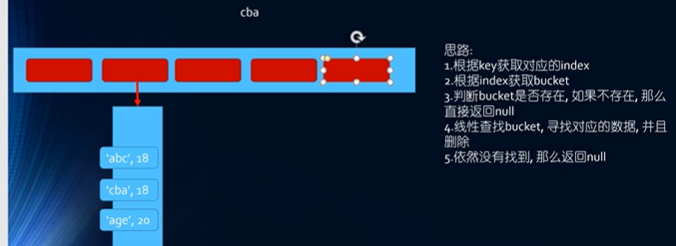 cba
思路:
1.根据key获取对应的index
2.根据index获取bucket
3.判断bucket是否存在, 如果不存在, 那么
直接返回null
4.线性查找bucket, 寻找对应的数据, 并且
删除
5.依然没有找到, 那么返回null
'abc', 18
'cba', 18
'age', 20